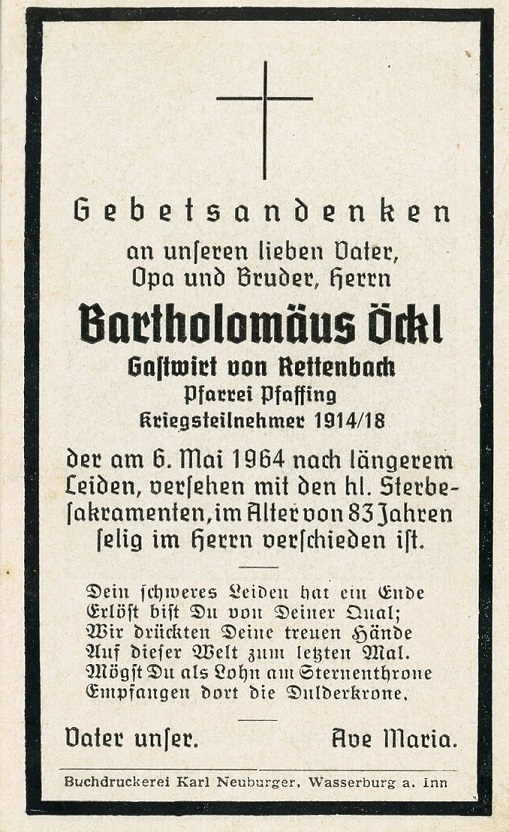 Gebetsandenken
an unseren lieben Vater,
Opa und Bruder, Herrn
Bartholomäus Öckl
Gastwirt von Rettenbach
Pfarrei Pfaffing
Kriegsteilnehmer 1914/18
der am 6. Mai 1964 nach längerem
Leiden, versehen mit den hl. Sterbe-
sakramenten, im Alter von 83 Jahren
selig im Herrn verschieden ist.
Dein schweres Leiden hat ein Ende
Erlöst bist Du von Deiner Qual;
Wir drückten Deine treuen Hände
Auf dieser Welt zum letzten Mal.
Mögst Du als Lohn am Sternenthrone
Empfangen dort die Dulderkrone.
Vater unser. Ave Maria.
Buchdruckerei Karl Neuburger, Wasserburg a. Inn